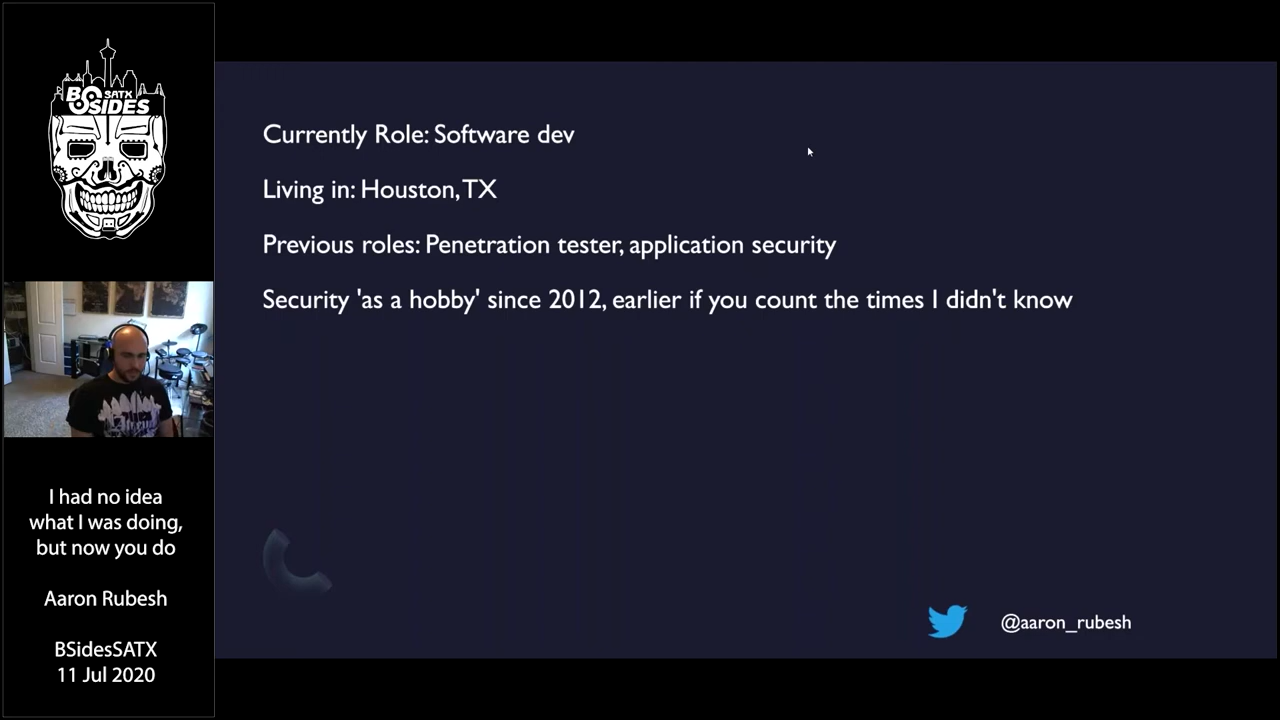 BSIDES
SATX
I had no idea
what I was doing,
but now you do
Aaron Rubesh
BSidesSATX
11 Jul 2020
Currently Role: Software dev
Living in: Houston, TX
Previous roles: Penetration tester, application security
Security 'as a hobby' since 2012, earlier if you count the times I didn't know
@aaron_rubesh